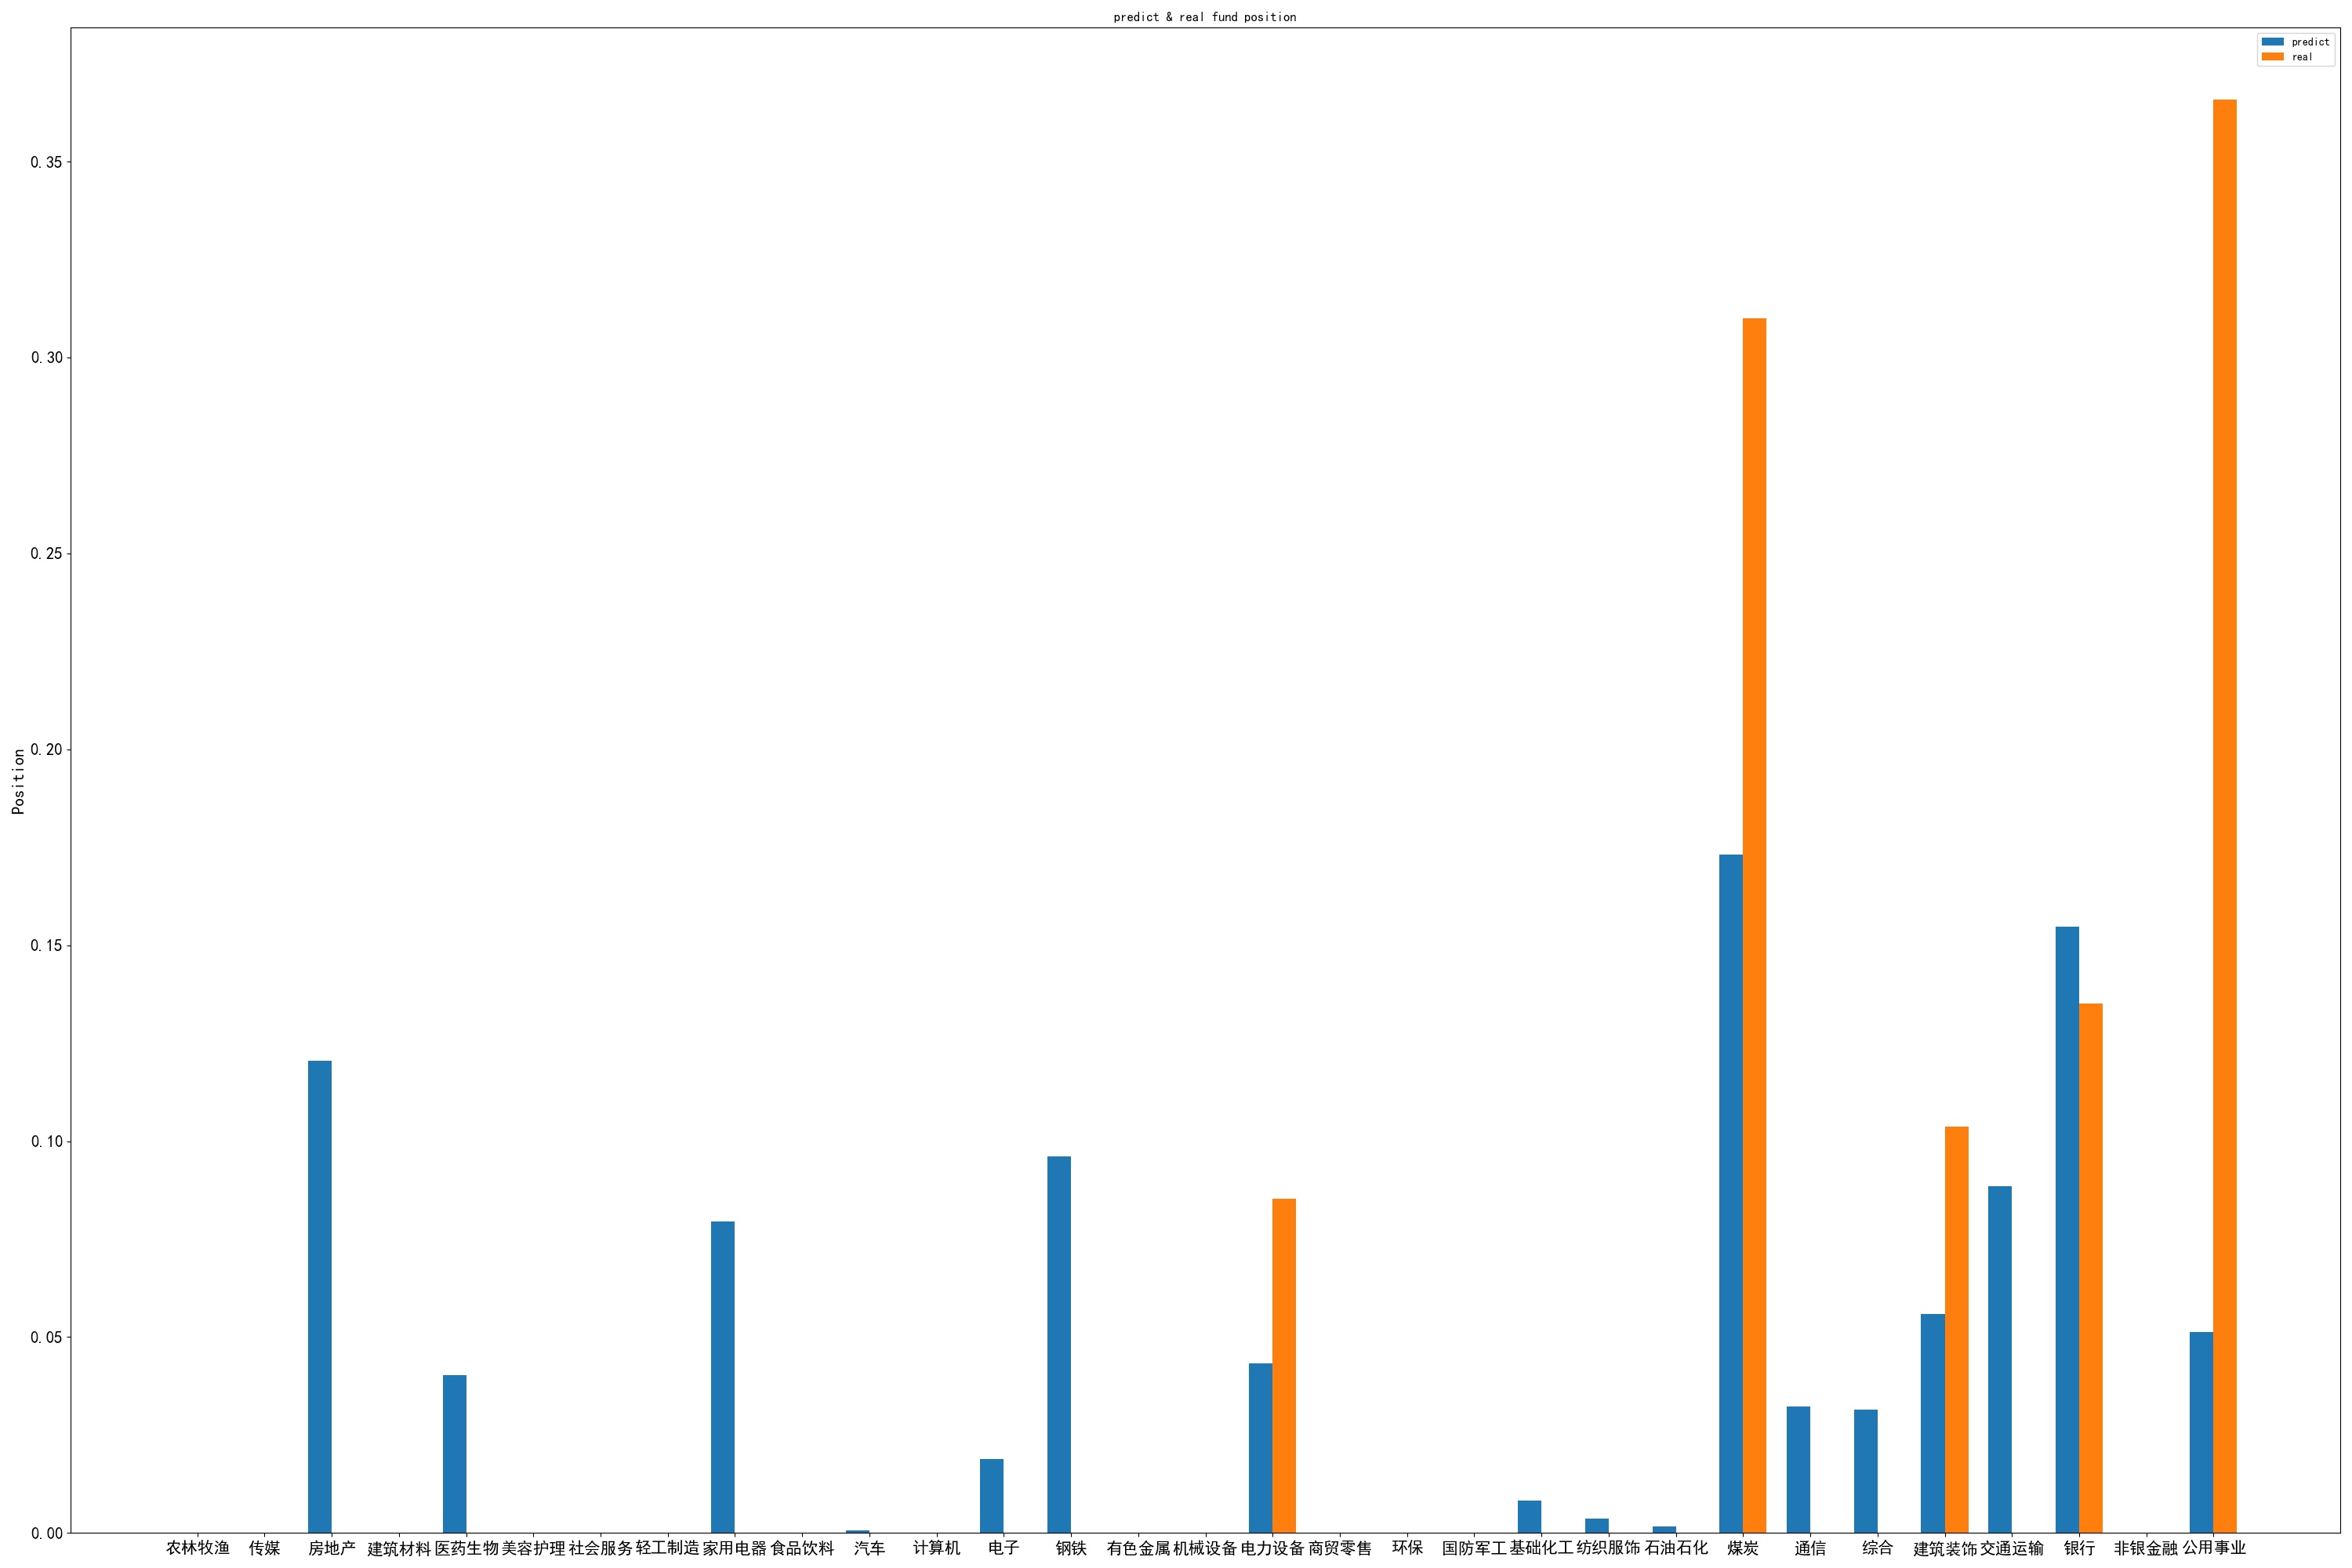 predict & real fund position
predict
real
Position
0.35
0.30
0.25
0.20
0.15
0.10
0.05
0.00
农林牧渔 传媒 房地产 建筑材料 医药生物 美容护理 社会服务 轻工制造 家用电器 食品饮料 汽车 计算机 电子 钢铁 有色金属 机械设备 电力设备 商贸零售 环保 国防军工 基础化工 纺织服饰 石油石化 煤炭 通信 综合 建筑装饰 交通运输 银行 非银金融 公用事业